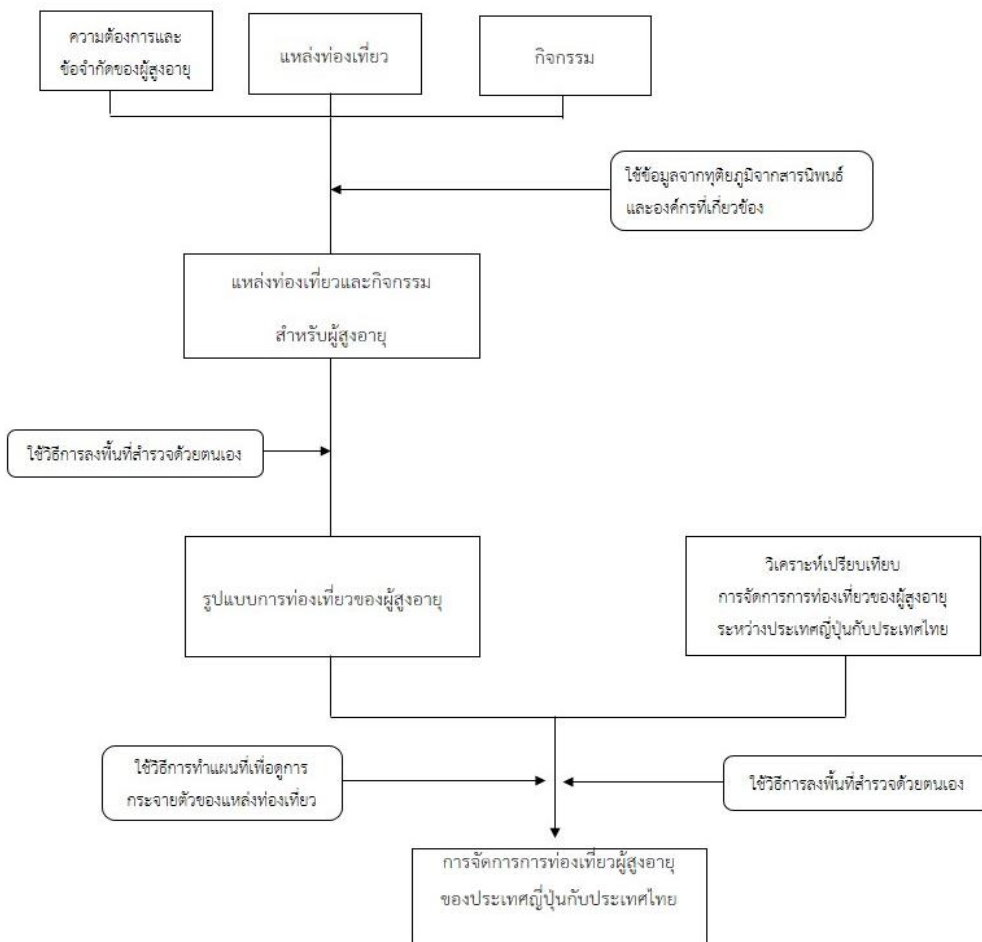 ความต้องการและ
ข้อจำกัดของผู้สูงอายุ
แหล่งท่องเที่ยว
กิจกรรม
ใช้ข้อมูลจากทุติยภูมิจากสารนิพนธ์
และองค์กรที่เกี่ยวข้อง
แหล่งท่องเที่ยวและกิจกรรม
สำหรับผู้สูงอายุ
ใช้วิธีการลงพื้นที่สำรวจด้วยตนเอง
รูปแบบการท่องเที่ยวของผู้สูงอายุ
วิเคราะห์เปรียบเทียบ
การจัดการการท่องเที่ยวของผู้สูงอายุ
ระหว่างประเทศญี่ปุ่นกับประเทศไทย
ใช้วิธีการทำแผนที่เพื่อดูการ
กระจายตัวของแหล่งท่องเที่ยว
ใช้วิธีการลงพื้นที่สำรวจด้วยตนเอง
การจัดการการท่องเที่ยวผู้สูงอายุ
ของประเทศญี่ปุ่นกับประเทศไทย